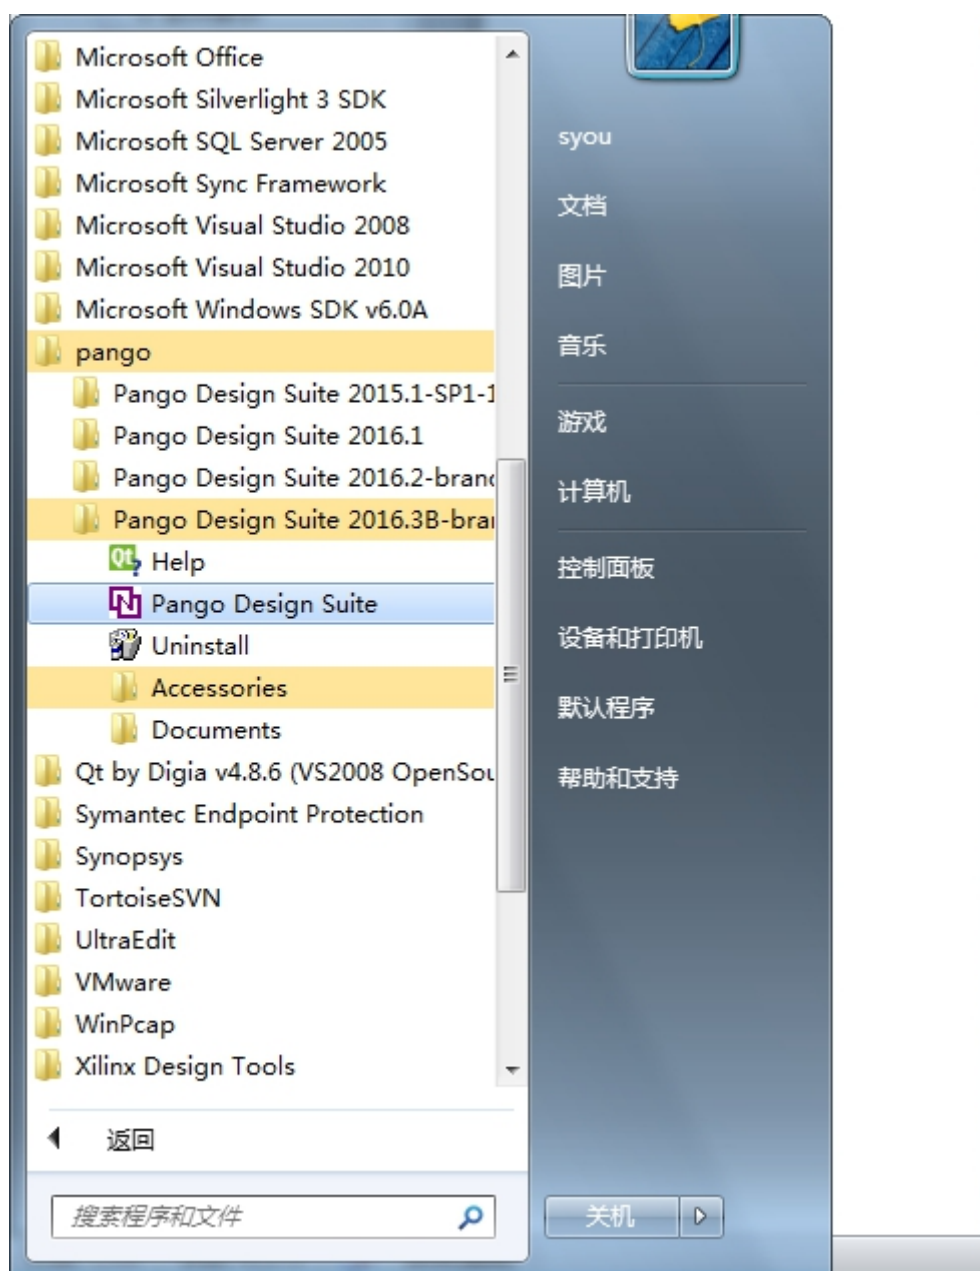 Microsoft Office
Microsoft Silverlight 3 SDK
Microsoft SQL Server 2005
Microsoft Sync Framework
Microsoft Visual Studio 2008
Microsoft Visual Studio 2010
Microsoft Windows SDK v6.0A
pango
Pango Design Suite 2015.1-SP1-1
Pango Design Suite 2016.1
Pango Design Suite 2016.2-branc
Pango Design Suite 2016.3B-bra
Help
Pango Design Suite
Uninstall
Accessories
Documents
Qt by Digia v4.8.6 (VS2008 OpenSou
Symantec Endpoint Protection
Synopsys
TortoiseSVN
UltraEdit
VMware
WinPcap
Xilinx Design Tools
返回
搜索程序和文件
syou
文档
图片
音乐
游戏
计算机
控制面板
设备和打印机
默认程序
帮助和支持
关机